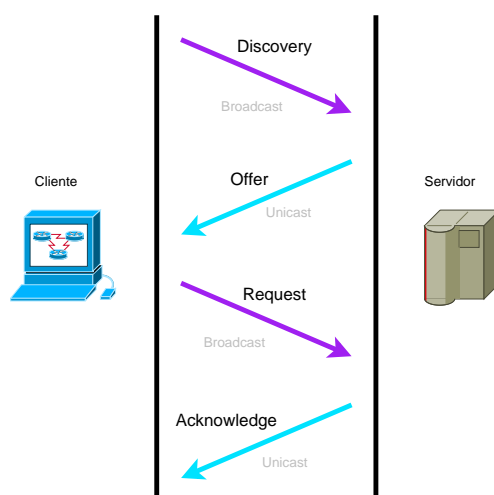 Discovery
Broadcast
Cliente
Offer
Servidor
Unicast
Request
Broadcast
Acknowledge
Unicast